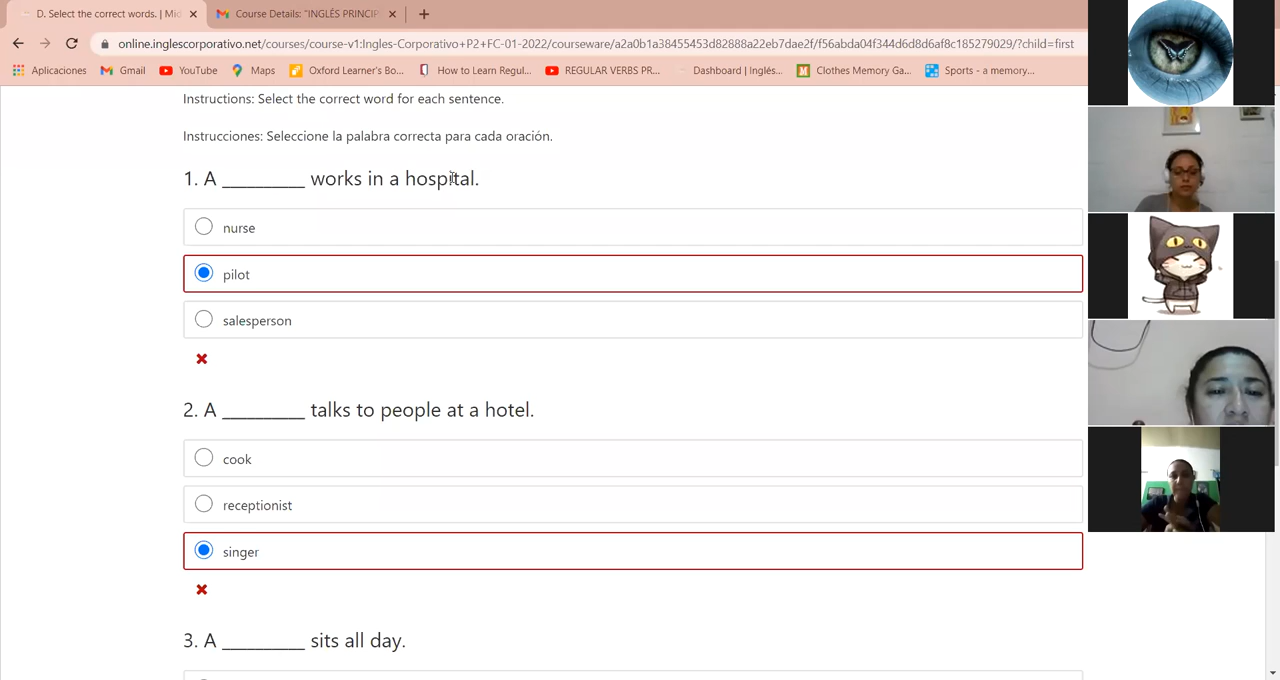 D. Select the correct words. | Mid
Course Details: "INGLÉS PRINCIP
online.inglescorporativo.net/courses/course-v1:Ingles-Corporativo+P2+FC-01-2022/courseware/a2a0b1a38455453d82888a22eb7dae2f/f56abda04f344d6d8d6af8c185279029/?child=first
Aplicaciones
Gmail
YouTube
Maps
Oxford Learner's Bo...
How to Learn Regul...
REGULAR VERBS PR...
Dashboard | Inglés...
Clothes Memory Ga...
Sports - a memory...
Instructions: Select the correct word for each sentence.
Instrucciones: Seleccione la palabra correcta para cada oración.
1. A __________ works in a hospital.
nurse
pilot
salesperson
2. A __________ talks to people at a hotel.
cook
receptionist
singer
3. A __________ sits all day.